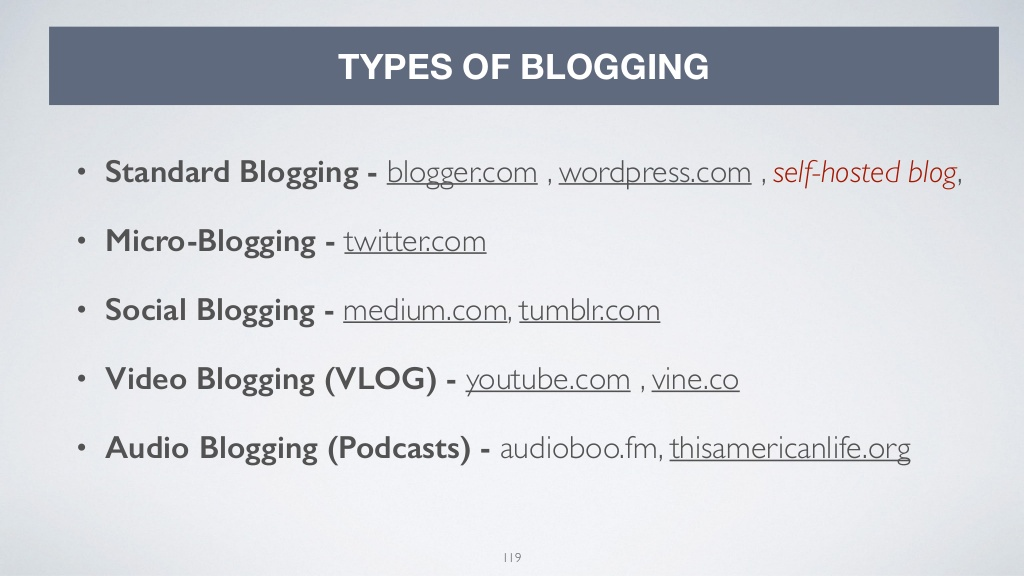 TYPES OF BLOGGING
• Standard Blogging - blogger.com , wordpress.com , self-hosted blog,
• Micro-Blogging - twitter.com
• Social Blogging - medium.com, tumblr.com
• Video Blogging (VLOG) - youtube.com , vine.co
• Audio Blogging (Podcasts) - audioboo.fm, thisamericanlife.org
119